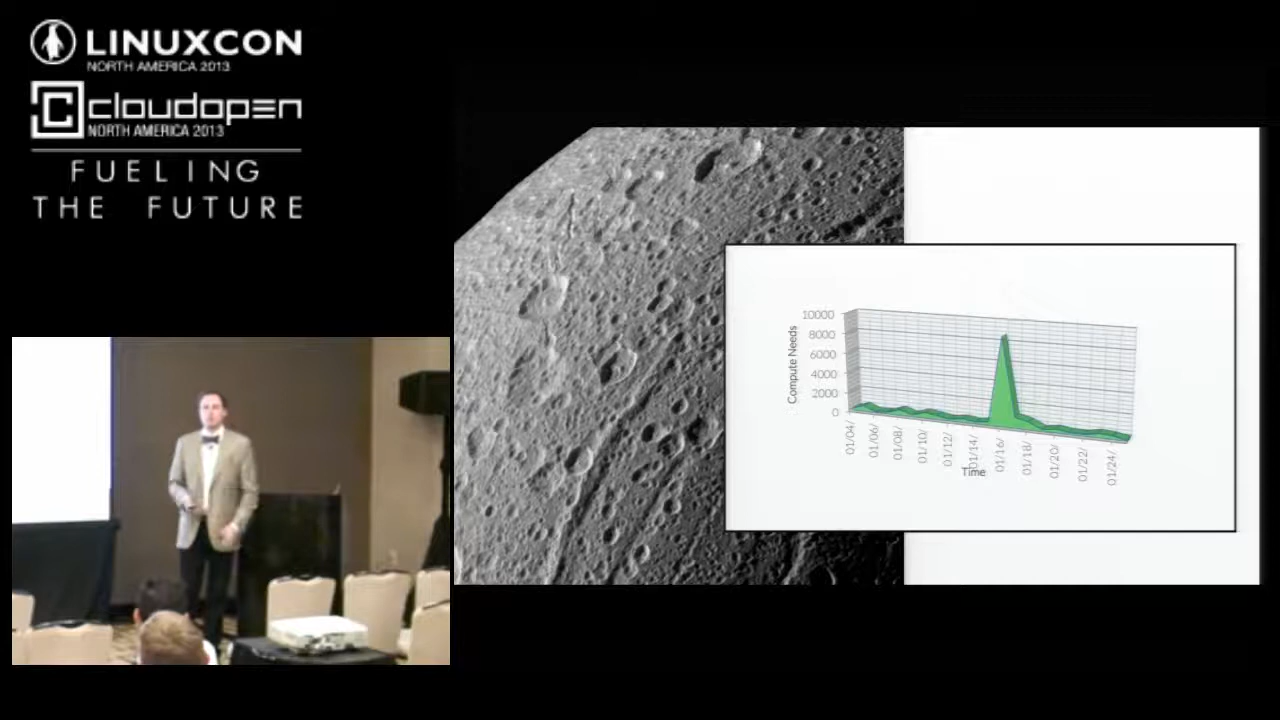 LINUXCON
NORTH AMERICA 2013
cloudopen
NORTH AMERICA 2013
FUELING
THE FUTURE
Compute Needs
10000
8000
6000
4000
2000
0
01/04/
01/06/
01/08/
01/10/
01/12/
01/14/
01/16/
01/18/
01/20/
01/22/
01/24/
Time